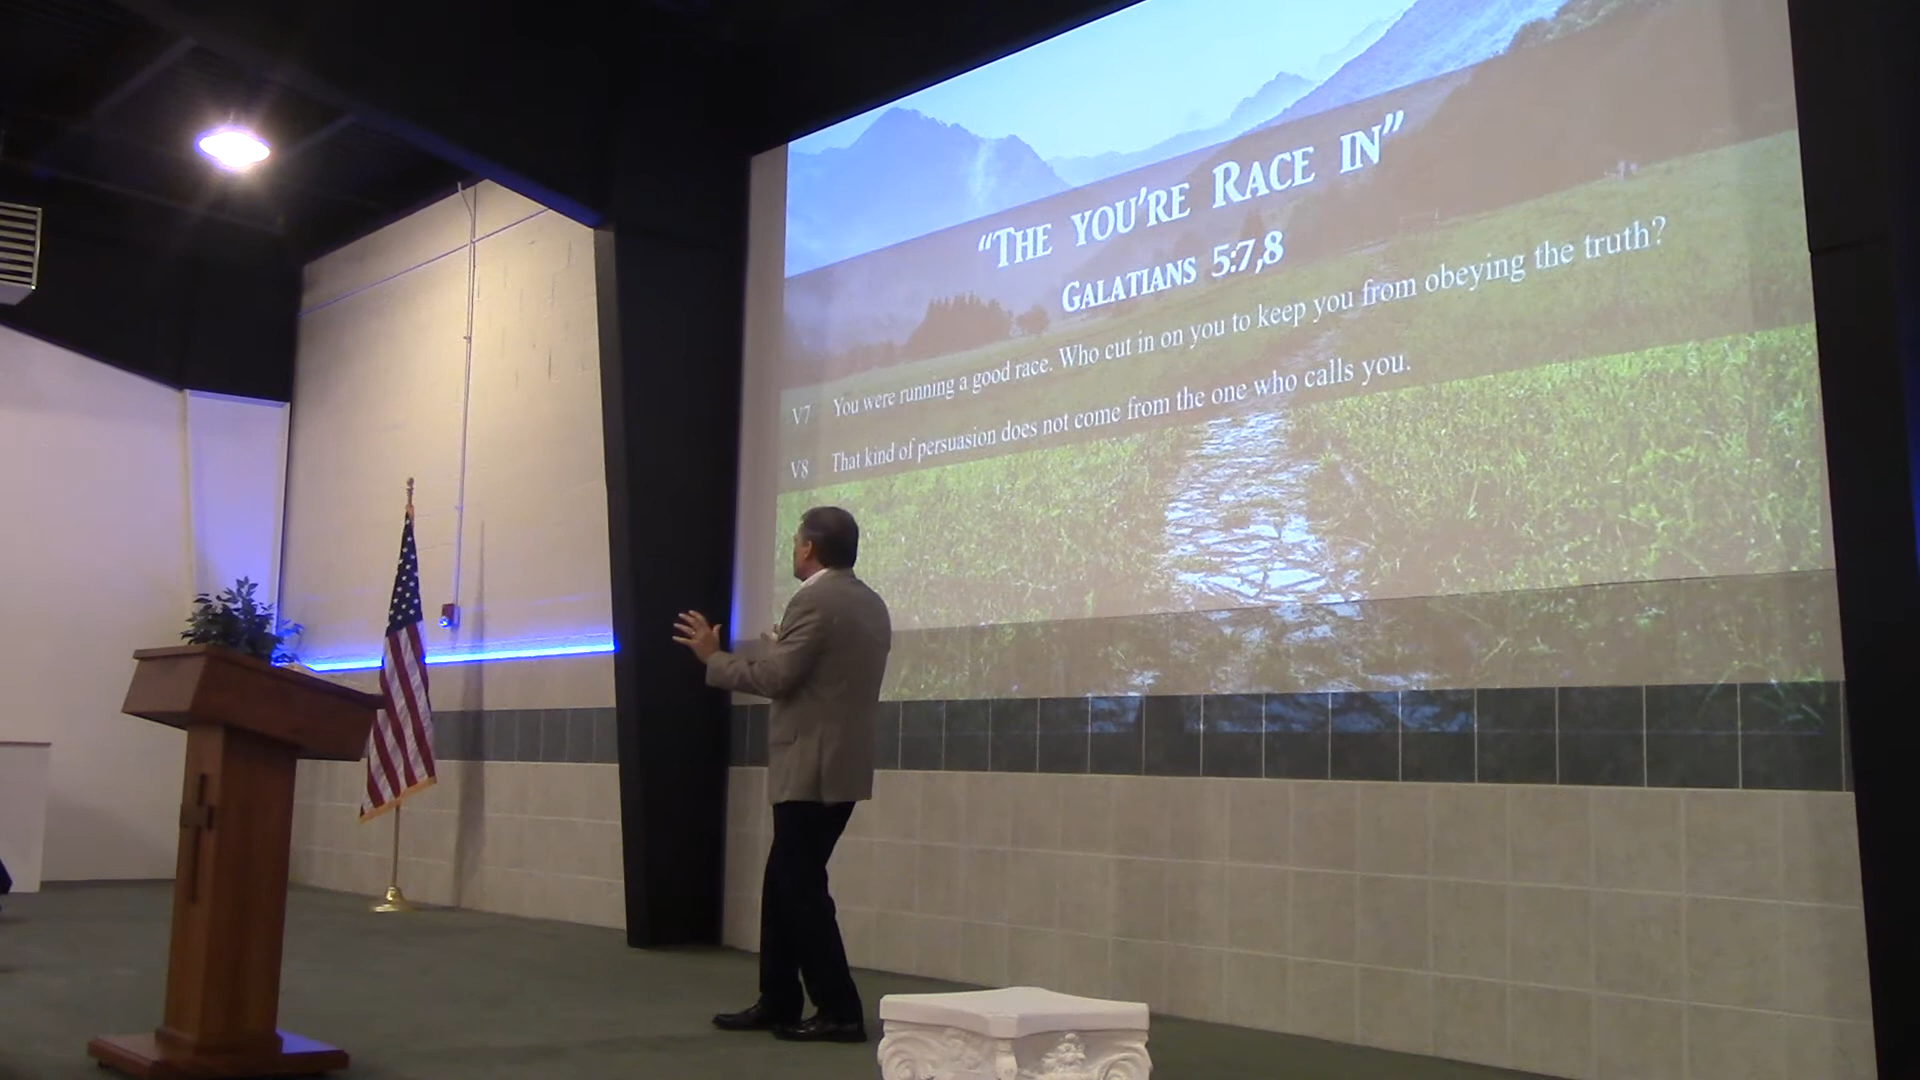 “The you're Race in”
Galatians 5:7,8
V7 You were running a good race. Who cut in on you to keep you from obeying the truth?
V8 That kind of persuasion does not come from the one who calls you.